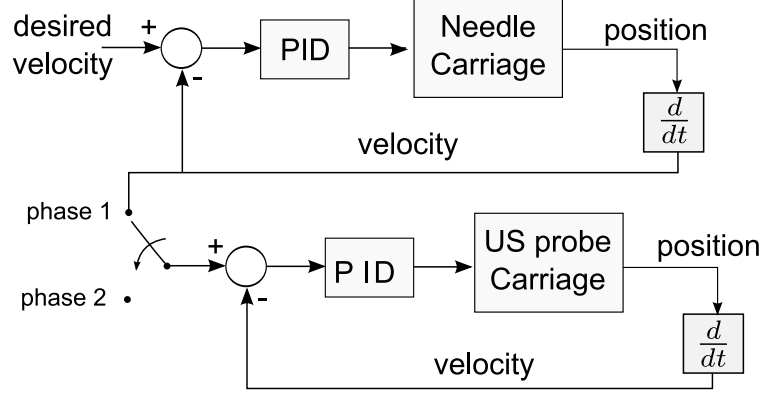 desired
velocity
+
-
PID
Needle
Carriage
position
d
dt
velocity
phase 1
phase 2
+
-
P ID
US probe
Carriage
position
d
dt
velocity